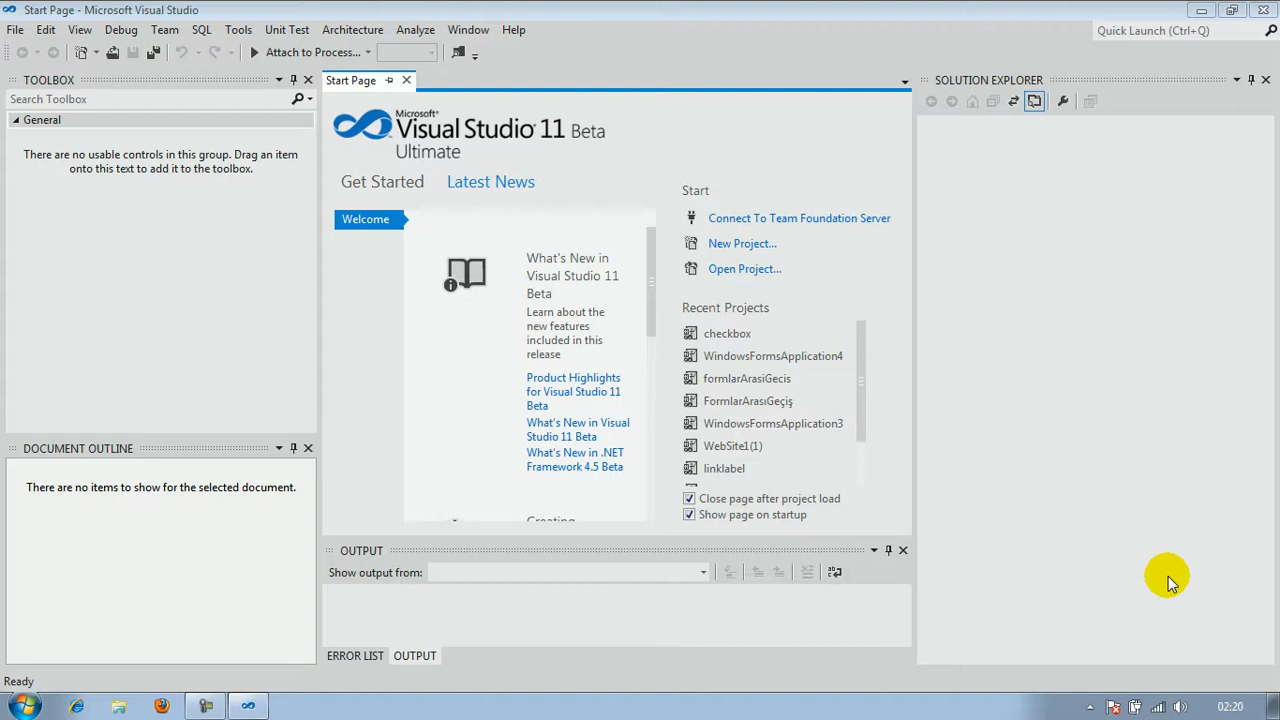 Start Page - Microsoft Visual Studio
File Edit View Debug Team SQL Tools Unit Test Architecture Analyze Window Help
Quick Launch (Ctrl+Q)
Attach to Process...
TOOLBOX
Search Toolbox
General
There are no usable controls in this group. Drag an item
onto this text to add it to the toolbox.
DOCUMENT OUTLINE
There are no items to show for the selected document.
Start Page
Microsoft®
Visual Studio® 11 Beta
Ultimate
Get Started Latest News
Welcome
What's New in
Visual Studio 11
Beta
Learn about the
new features
included in this
release
Product Highlights
for Visual Studio 11
Beta
What's New in Visual
Studio 11 Beta
What's New in .NET
Framework 4.5 Beta
Creating
Start
Connect To Team Foundation Server
New Project...
Open Project...
Recent Projects
checkbox
WindowsFormsApplication4
formlarArasiGecis
FormlarArasıGeçiş
WindowsFormsApplication3
WebSite1(1)
linklabel
Close page after project load
Show page on startup
OUTPUT
Show output from:
ERROR LIST OUTPUT
SOLUTION EXPLORER
Ready
02:20